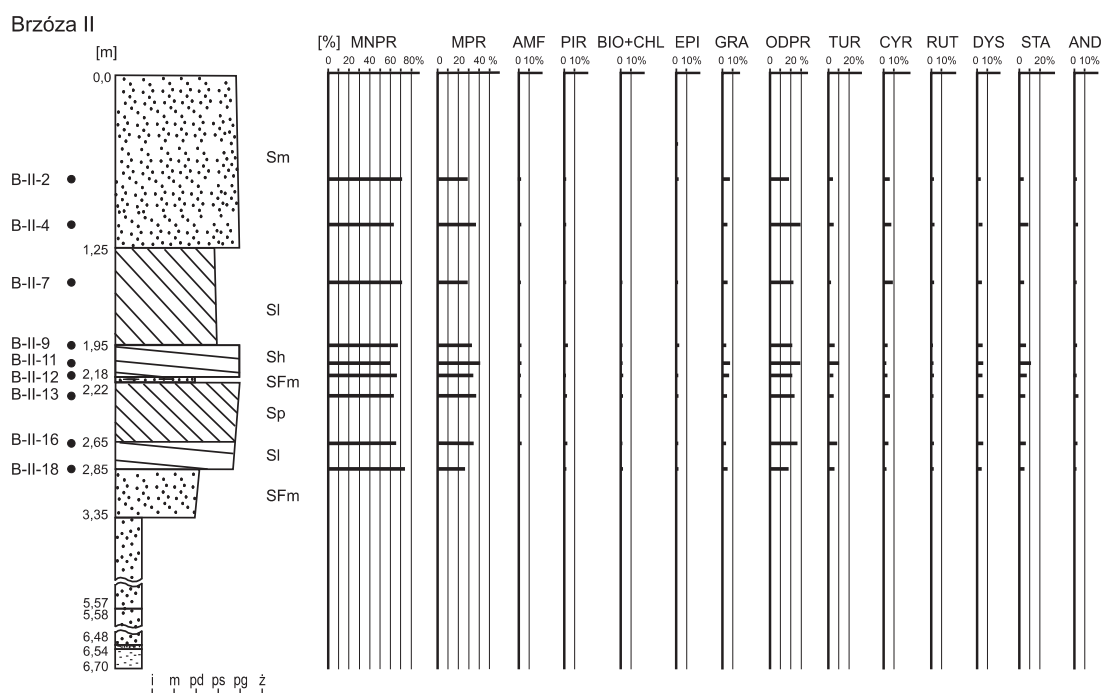 Brzóza II
[m]
[%] MNPR MPR AMF PIR BIO+CHL EPI GRA ODPR TUR CYR RUT DYS STA AND
0 20 40 60 80% 0 20 40 % 0 10% 0 10% 0 10% 0 10% 0 10% 0 20 % 0 20% 0 10% 0 10% 0 10% 0 20% 0 10%
0,0
Sm
B-II-2
B-II-4
1,25
B-II-7
Sl
B-II-9 1,95
Sh
B-II-11
B-II-12 2,18
SFm
B-II-13 2,22
Sp
B-II-16 2,65
Sl
B-II-18 2,85
SFm
3,35
5,57
5,58
6,48
6,54
6,70
i m pd ps pg ż